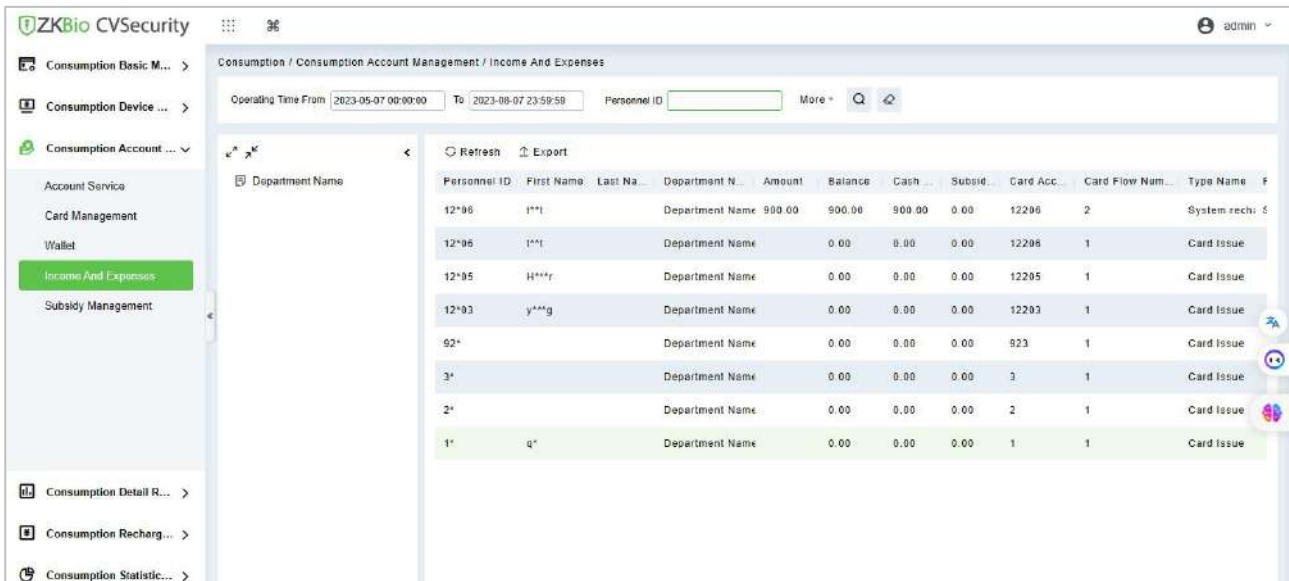 ZKBio CVSecurity
admin
Consumption Basic M...
Consumption Device ...
Consumption Account ...
Account Service
Card Management
Wallet
Income And Expenses
Subsidy Management
Consumption Detail R...
Consumption Recharg...
Consumption Statistic...
Consumption / Consumption Account Management / Income And Expenses
Operating Time From 2023-05-07 00:00:00 To 2023-08-07 23:59:59 Personnel ID More
Department Name
Refresh Export
Personnel ID First Name Last Na... Department N... Amount Balance Cash ... Subsid... Card Acc... Card Flow Num... Type Name
12*06 Department Name 900.00 900.00 900.00 0.00 12206 2 System
12*06 Department Name 0.00 0.00 0.00 12206 1 Card Issue
12*05 H***r Department Name 0.00 0.00 0.00 12205 1 Card Issue
12*03 y***g Department Name 0.00 0.00 0.00 12203 1 Card Issue
92* Department Name 0.00 0.00 0.00 923 1 Card Issue
3* Department Name 0.00 0.00 0.00 3 1 Card Issue
2* Department Name 0.00 0.00 0.00 2 1 Card Issue
1* q* Department Name 0.00 0.00 0.00 1 1 Card Issue